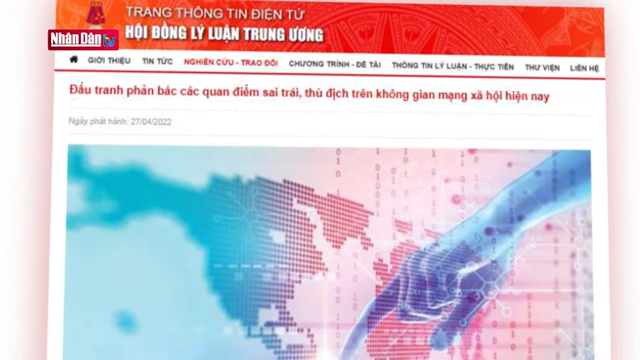 TRANG THÔNG TIN ĐIỆN TỬ
HỘI ĐỒNG LÝ LUẬN TRUNG ƯƠNG
Nhân Dân TV
GIỚI THIỆU TIN TỨC NGHIÊN CỨU - TRAO ĐỔI CHƯƠNG TRÌNH - ĐỀ TÀI THÔNG TIN LÝ LUẬN - THỰC TIỄN THƯ VIỆN LIÊN HỆ
Đấu tranh phản bác các quan điểm sai trái, thù địch trên không gian mạng xã hội hiện nay
Ngày phát hành: 27/04/2022